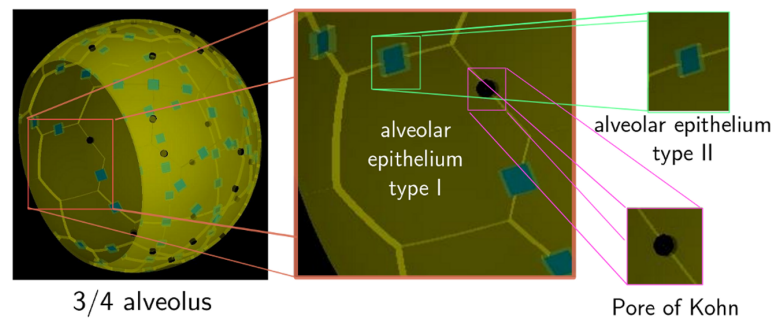 alveolar
epithelium
type I
alveolar epithelium
type II
3/4 alveolus
Pore of Kohn